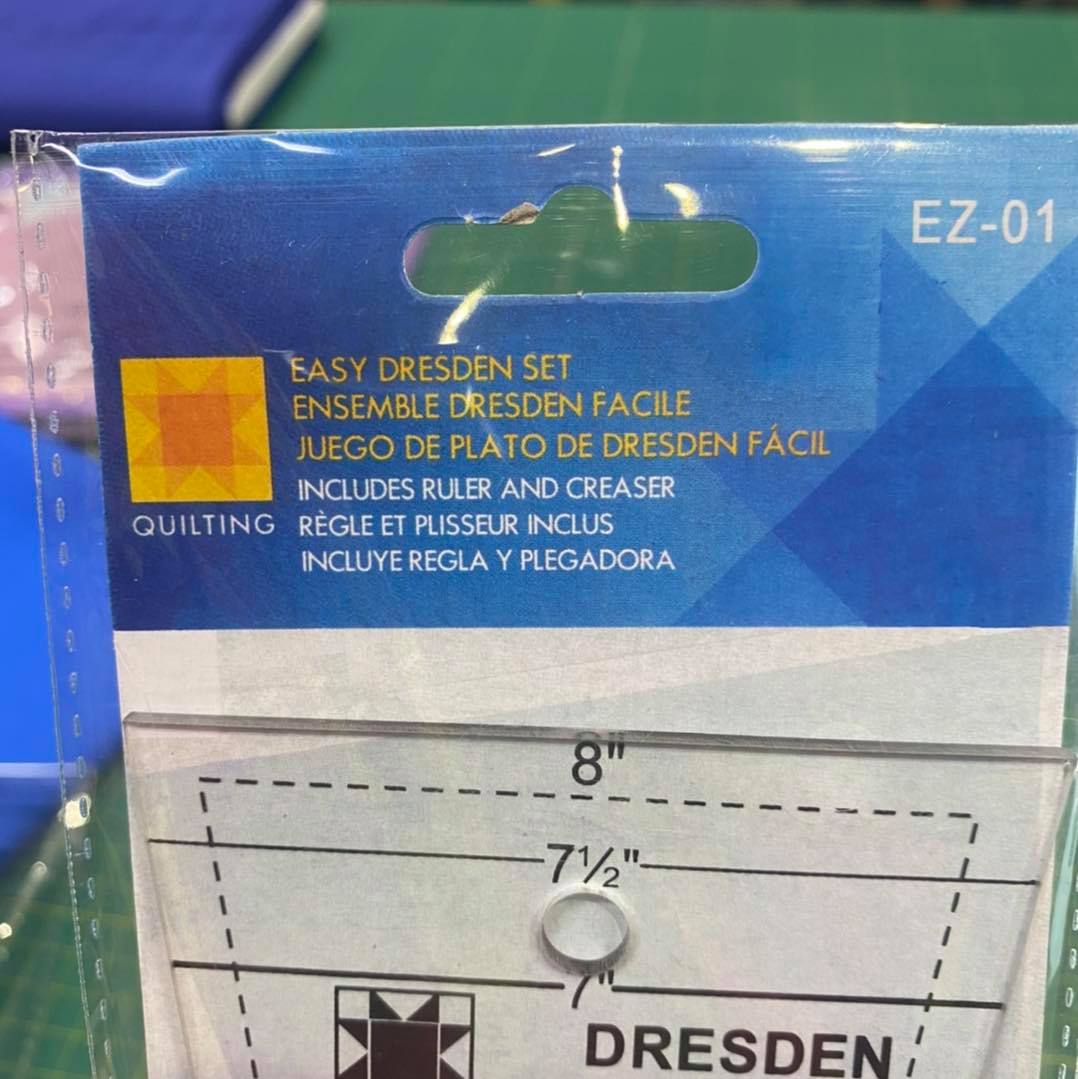 EZ-01
EASY DRESDEN SET
ENSEMBLE DRESDEN FACILE
JUEGO DE PLATO DE DRESDEN FÁCIL
INCLUDES RULER AND CREASER
QUILTING RÈGLE ET PLISSEUR INCLUS
INCLUYE REGLA Y PLEGADORA
8"
7½"
7"
DRESDEN